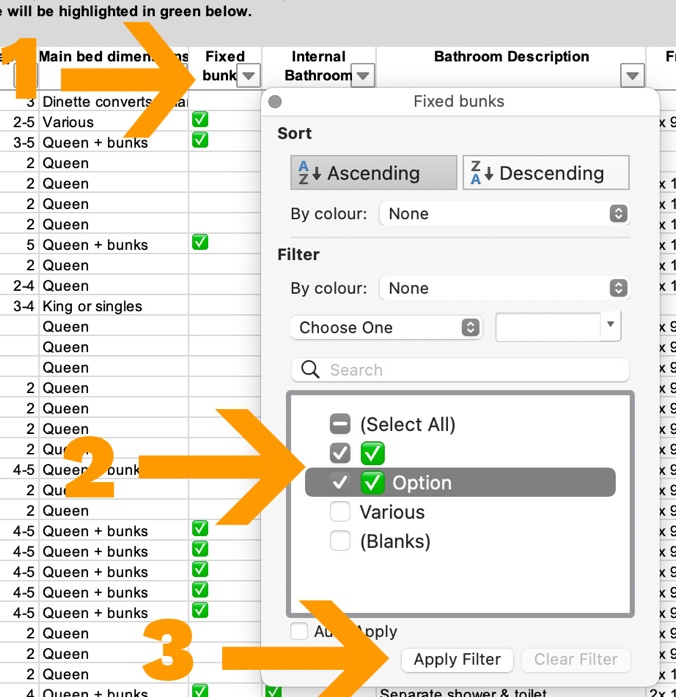 e will be highlighted in green below.
1
Main bed dimensions
Fixed
bunk
Internal
Bathroom
Bathroom Description
3 Dinette converts
2-5 Various ✅
3-5 Queen + bunks ✅
2 Queen
2 Queen
2 Queen
2 Queen
5 Queen + bunks ✅
2 Queen
2-4 Queen
3-4 King or singles
Queen
Queen
Queen
2 Queen
2 Queen
2 Queen
2
4-5 Queen
2
2 Queen
4-5 Queen + bunks ✅
4-5 Queen + bunks ✅
4-5 Queen + bunks ✅
4-5 Queen + bunks ✅
4-5 Queen + bunks ✅
2 Queen
2 Queen
2 Queen
4 Queen + bunks ✅ ✅ Separate shower & toilet 2x
Fixed bunks
Sort
Ascending
Descending
By colour: None
Filter
By colour: None
Choose One
Search
2
(Select All)
✅
✅ Option
Various
(Blanks)
Auto Apply
3
Apply Filter
Clear Filter